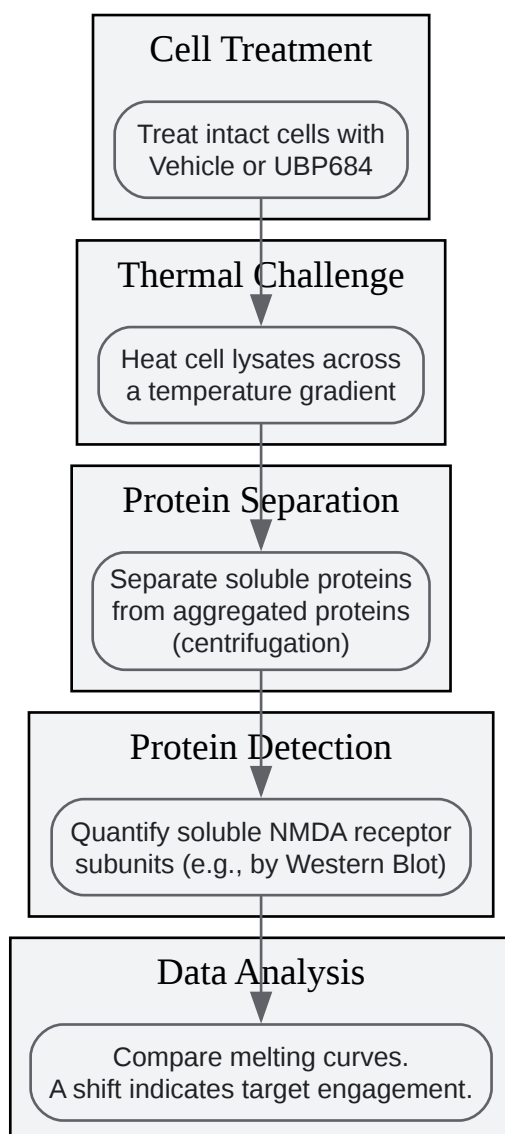 Cell Treatment
Treat intact cells with
Vehicle or UBP684
Thermal Challenge
Heat cell lysates across
a temperature gradient
Protein Separation
Separate soluble proteins
from aggregated proteins
(centrifugation)
Protein Detection
Quantify soluble NMDA receptor
subunits (e.g., by Western Blot)
Data Analysis
Compare melting curves.
A shift indicates target engagement.